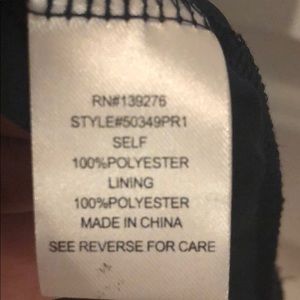 RN#139276
STYLE#50349PR1
SELF
100%POLYESTER
LINING
100%POLYESTER
MADE IN CHINA
SEE REVERSE FOR CARE